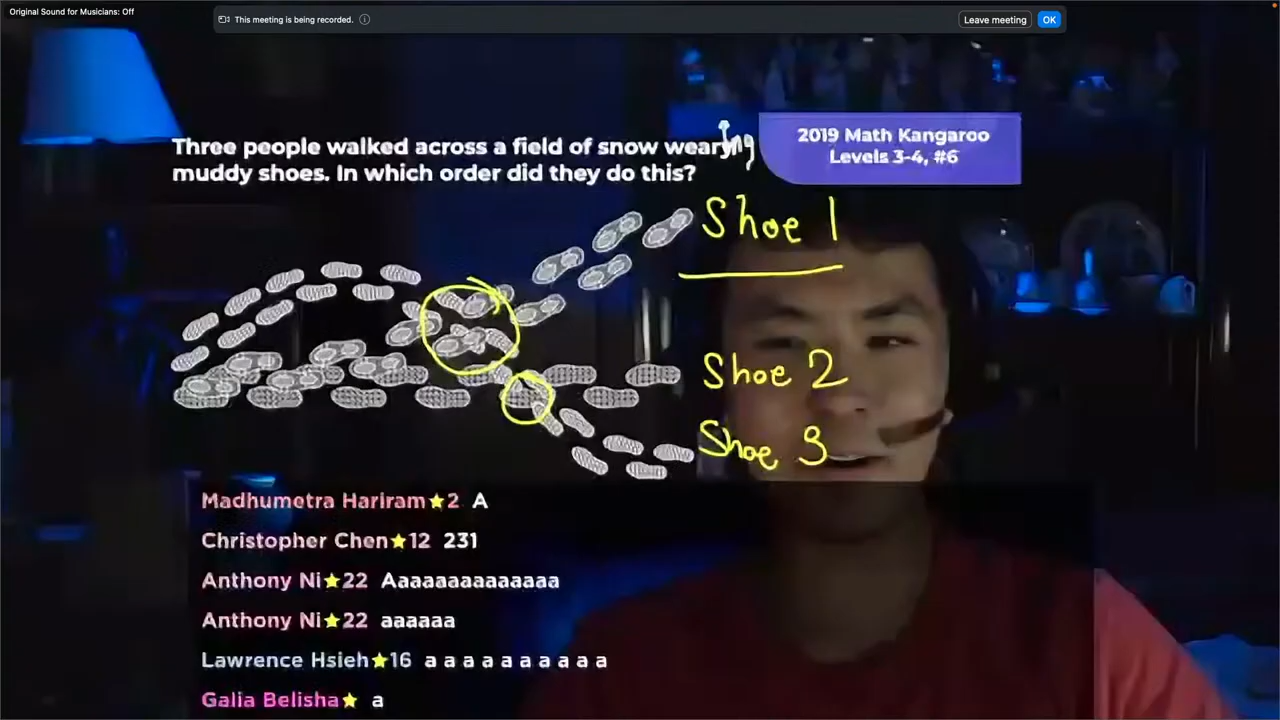 Original Sound for Musicians: Off
This meeting is being recorded.
Leave meeting
OK
Three people walked across a field of snow wearing
muddy shoes. In which order did they do this?
2019 Math Kangaroo
Levels 3-4, #6
Shoe 1
Shoe 2
Shoe 3
Madhumetra Hariram★2 A
Christopher Chen★12 231
Anthony Ni★22 Aaaaaaaaaaaaaa
Anthony Ni★22 aaaaaa
Lawrence Hsieh★16 a a a a a a a a a a
Galia Belisha★ a